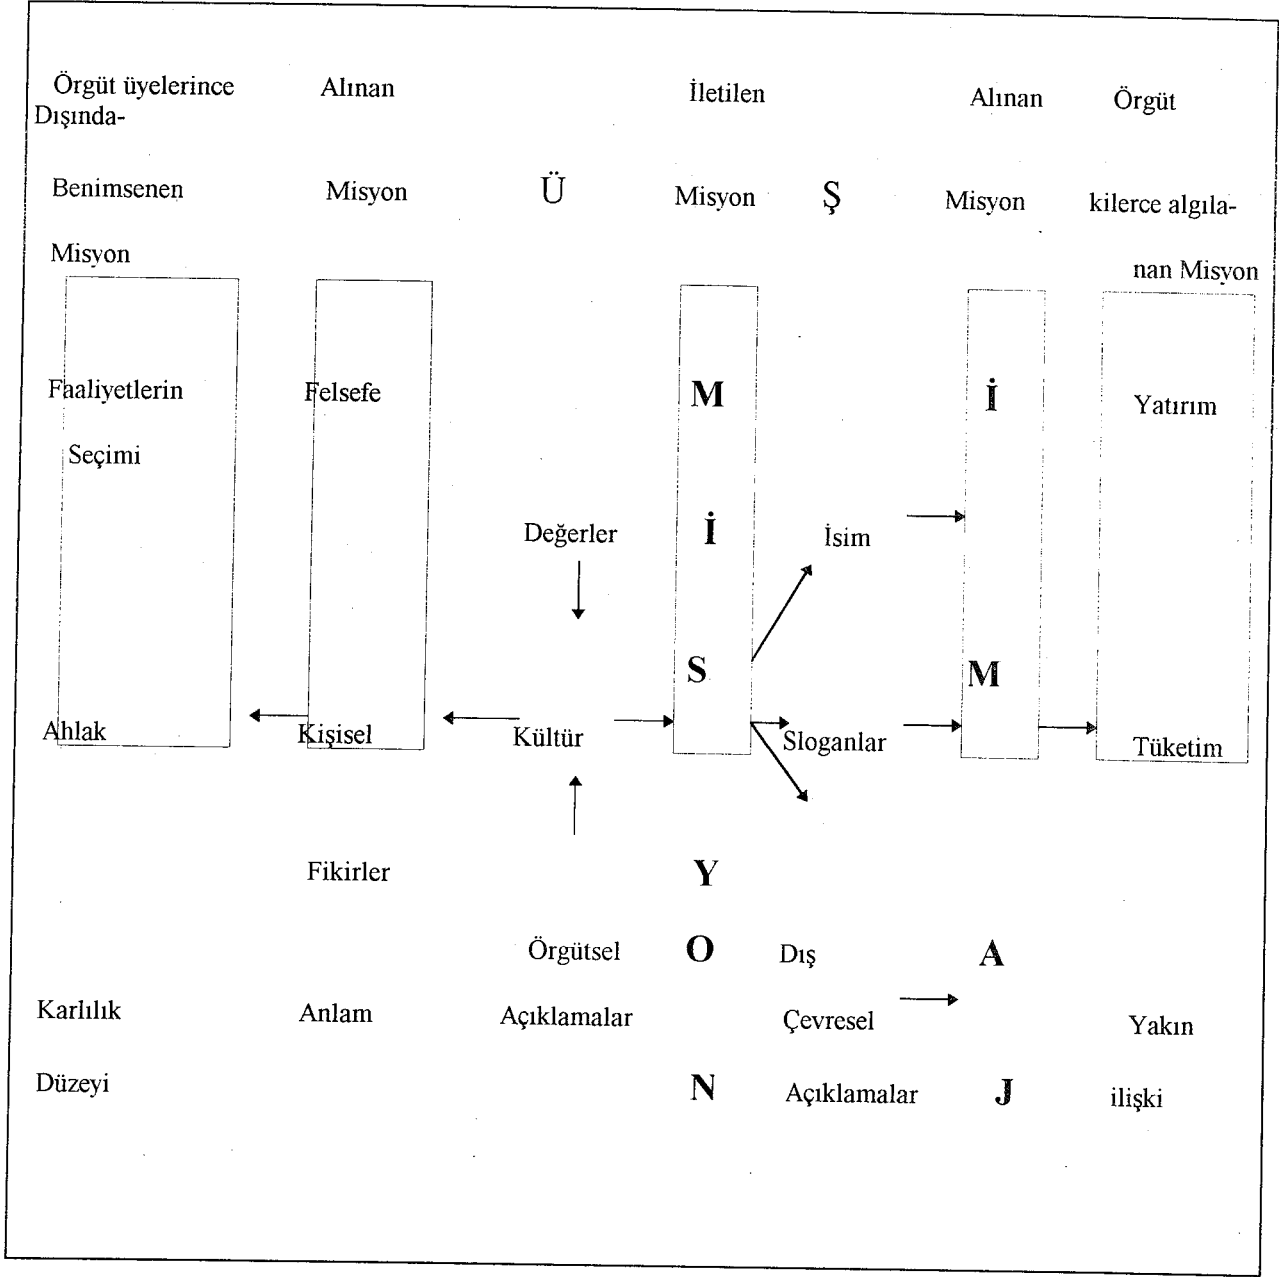 Örgüt üyelerince Alınan İletilen Alınan Örgüt
Dışında-
Benimsenen Misyon Ü Misyon Ş Misyon kilerce algıla-
Misyon nan Misyon
Faaliyetlerin Felsefe M İ Yatırım
Seçimi
Değerler İ İsim
S M
Ahlak Kişisel Kültür Sloganlar Tüketim
Fikirler Y
Örgütsel O Dış A
Karlılık Anlam Açıklamalar Çevresel Yakın
Düzeyi N Açıklamalar J ilişki